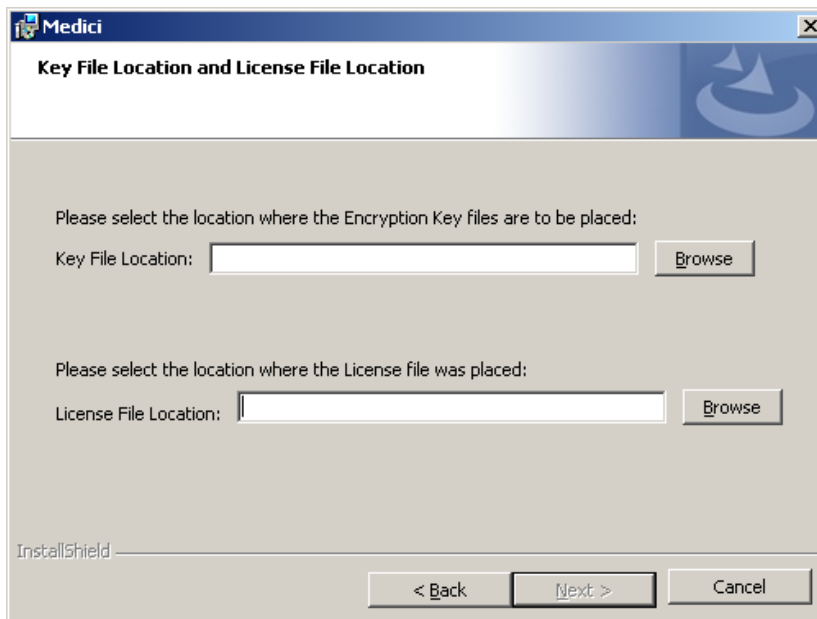 Medici
Key File Location and License File Location
Please select the location where the Encryption Key files are to be placed:
Key File Location:
Browse
Please select the location where the License file was placed:
License File Location:
Browse
InstallShield
< Back
Next >
Cancel